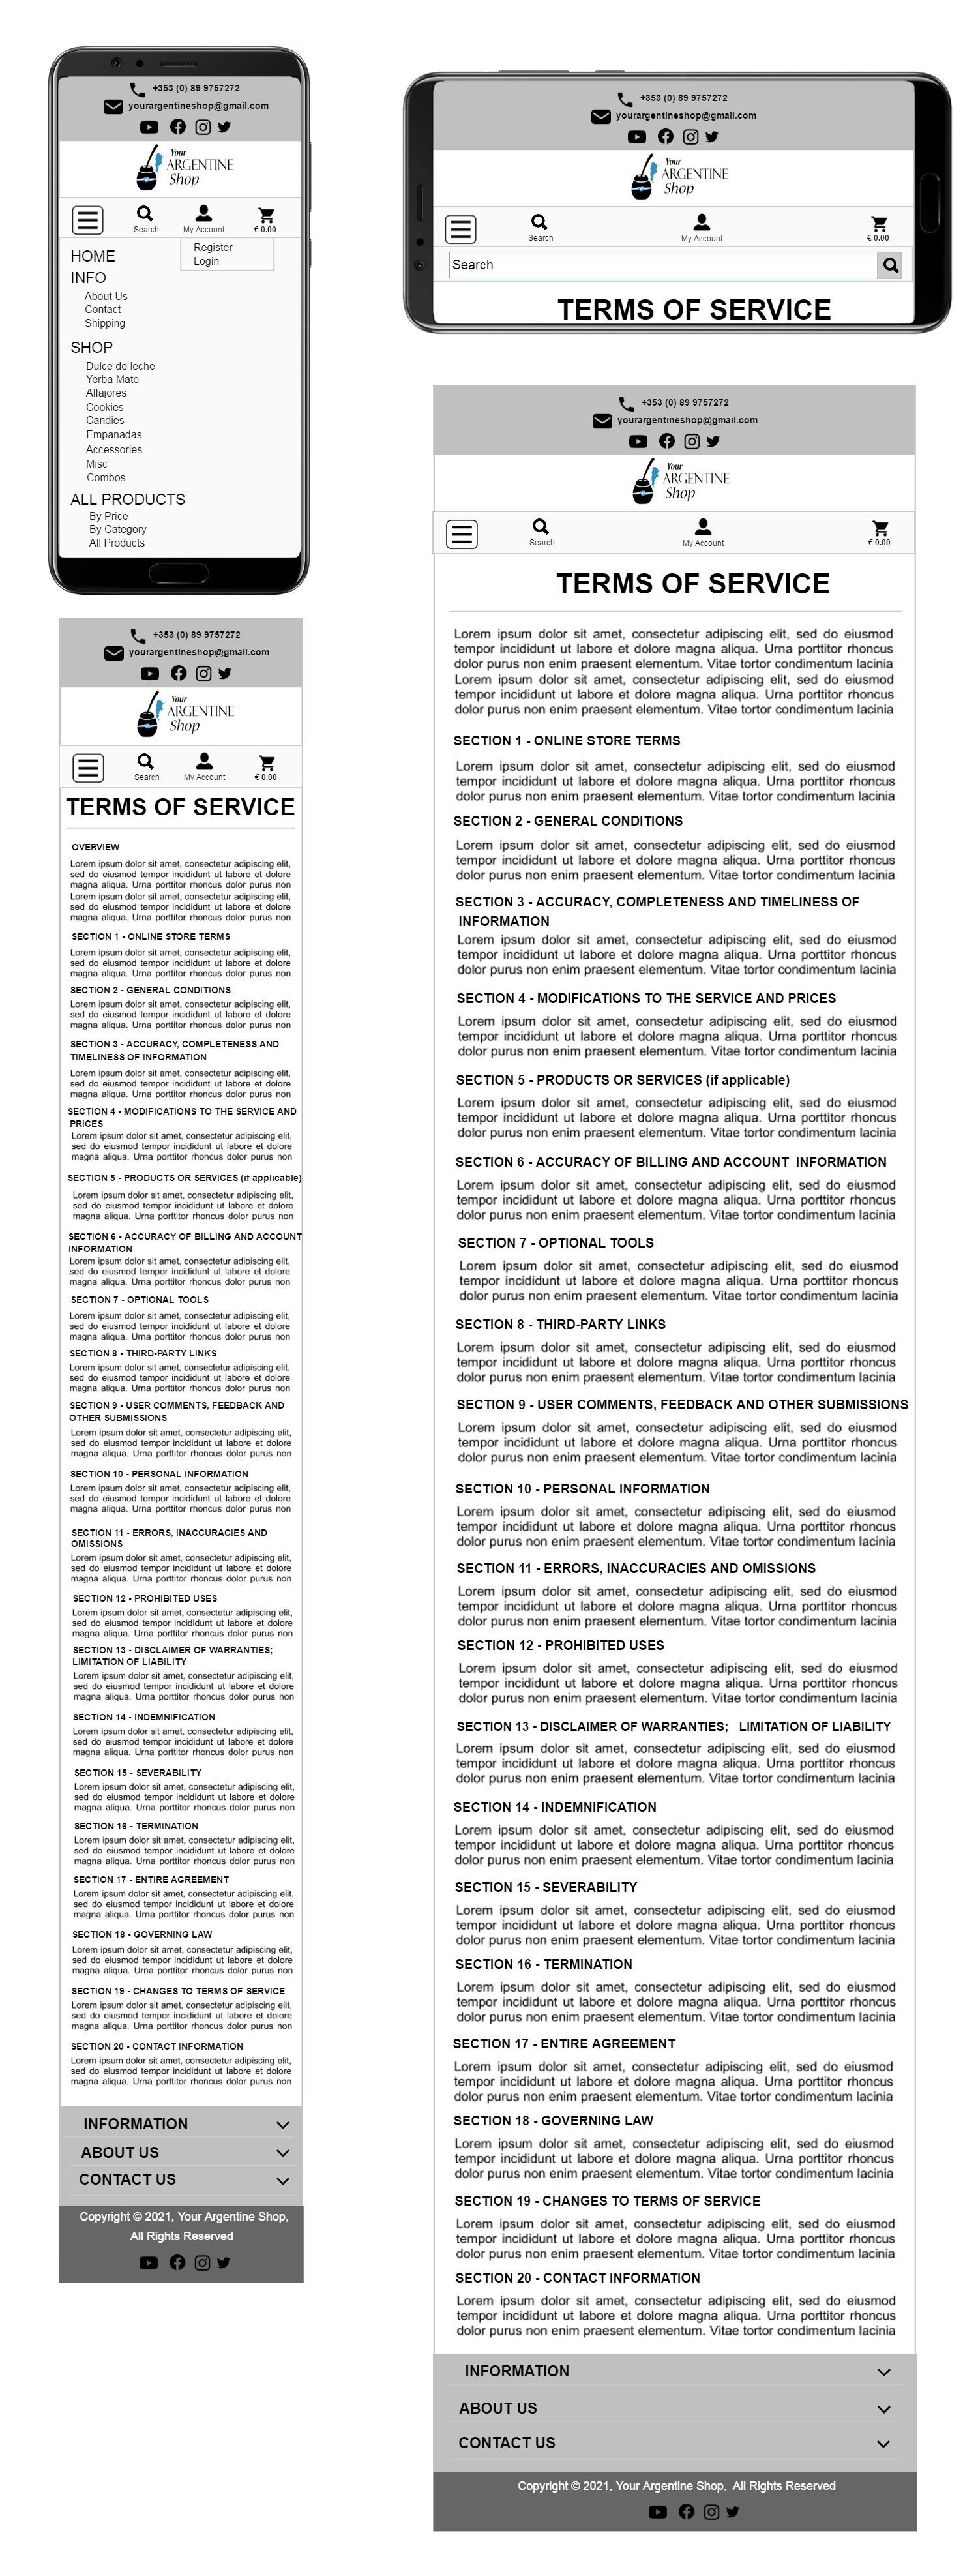 +353 (0) 89 9757272
yourargentineshop@gmail.com
Your
ARGENTINE
Shop
Search
My Account
€ 0.00
Register
Login
HOME
INFO
About Us
Contact
Shipping
SHOP
Dulce de leche
Yerba Mate
Alfajores
Cookies
Candies
Empanadas
Accessories
Misc
Combos
ALL PRODUCTS
By Price
By Category
All Products
+353 (0) 89 9757272
yourargentineshop@gmail.com
Your
ARGENTINE
Shop
Search
My Account
€ 0.00
TERMS OF SERVICE
OVERVIEW
Lorem ipsum dolor sit amet, consectetur adipiscing elit,
sed do eiusmod tempor incididunt ut labore et dolore
magna aliqua. Urna porttitor rhoncus dolor purus non
Lorem ipsum dolor sit amet, consectetur adipiscing elit,
sed do eiusmod tempor incididunt ut labore et dolore
magna aliqua. Urna porttitor rhoncus dolor purus non
SECTION 1 - ONLINE STORE TERMS
Lorem ipsum dolor sit amet, consectetur adipiscing elit,
sed do eiusmod tempor incididunt ut labore et dolore
magna aliqua. Urna porttitor rhoncus dolor purus non
SECTION 2 - GENERAL CONDITIONS
Lorem ipsum dolor sit amet, consectetur adipiscing elit,
sed do eiusmod tempor incididunt ut labore et dolore
magna aliqua. Urna porttitor rhoncus dolor purus non
SECTION 3 - ACCURACY, COMPLETENESS AND
TIMELINESS OF INFORMATION
Lorem ipsum dolor sit amet, consectetur adipiscing elit,
sed do eiusmod tempor incididunt ut labore et dolore
magna aliqua. Urna porttitor rhoncus dolor purus non
SECTION 4 - MODIFICATIONS TO THE SERVICE AND
PRICES
Lorem ipsum dolor sit amet, consectetur adipiscing elit,
sed do eiusmod tempor incididunt ut labore et dolore
magna aliqua. Urna porttitor rhoncus dolor purus non
SECTION 5 - PRODUCTS OR SERVICES (if applicable)
Lorem ipsum dolor sit amet, consectetur adipiscing elit,
sed do eiusmod tempor incididunt ut labore et dolore
magna aliqua. Urna porttitor rhoncus dolor purus non
SECTION 6 - ACCURACY OF BILLING AND ACCOUNT
INFORMATION
Lorem ipsum dolor sit amet, consectetur adipiscing elit,
sed do eiusmod tempor incididunt ut labore et dolore
magna aliqua. Urna porttitor rhoncus dolor purus non
SECTION 7 - OPTIONAL TOOLS
Lorem ipsum dolor sit amet, consectetur adipiscing elit,
sed do eiusmod tempor incididunt ut labore et dolore
magna aliqua. Urna porttitor rhoncus dolor purus non
SECTION 8 - THIRD-PARTY LINKS
Lorem ipsum dolor sit amet, consectetur adipiscing elit,
sed do eiusmod tempor incididunt ut labore et dolore
magna aliqua. Urna porttitor rhoncus dolor purus non
SECTION 9 - USER COMMENTS, FEEDBACK AND
OTHER SUBMISSIONS
Lorem ipsum dolor sit amet, consectetur adipiscing elit,
sed do eiusmod tempor incididunt ut labore et dolore
magna aliqua. Urna porttitor rhoncus dolor purus non
SECTION 10 - PERSONAL INFORMATION
Lorem ipsum dolor sit amet, consectetur adipiscing elit,
sed do eiusmod tempor incididunt ut labore et dolore
magna aliqua. Urna porttitor rhoncus dolor purus non
SECTION 11 - ERRORS, INACCURACIES AND
OMISSIONS
Lorem ipsum dolor sit amet, consectetur adipiscing elit,
sed do eiusmod tempor incididunt ut labore et dolore
magna aliqua. Urna porttitor rhoncus dolor purus non
SECTION 12 - PROHIBITED USES
Lorem ipsum dolor sit amet, consectetur adipiscing elit,
sed do eiusmod tempor incididunt ut labore et dolore
magna aliqua. Urna porttitor rhoncus dolor purus non
SECTION 13 - DISCLAIMER OF WARRANTIES;
LIMITATION OF LIABILITY
Lorem ipsum dolor sit amet, consectetur adipiscing elit,
sed do eiusmod tempor incididunt ut labore et dolore
magna aliqua. Urna porttitor rhoncus dolor purus non
SECTION 14 - INDEMNIFICATION
Lorem ipsum dolor sit amet, consectetur adipiscing elit,
sed do eiusmod tempor incididunt ut labore et dolore
magna aliqua. Urna porttitor rhoncus dolor purus non
SECTION 15 - SEVERABILITY
Lorem ipsum dolor sit amet, consectetur adipiscing elit,
sed do eiusmod tempor incididunt ut labore et dolore
magna aliqua. Urna porttitor rhoncus dolor purus non
SECTION 16 - TERMINATION
Lorem ipsum dolor sit amet, consectetur adipiscing elit,
sed do eiusmod tempor incididunt ut labore et dolore
magna aliqua. Urna porttitor rhoncus dolor purus non
SECTION 17 - ENTIRE AGREEMENT
Lorem ipsum dolor sit amet, consectetur adipiscing elit,
sed do eiusmod tempor incididunt ut labore et dolore
magna aliqua. Urna porttitor rhoncus dolor purus non
SECTION 18 - GOVERNING LAW
Lorem ipsum dolor sit amet, consectetur adipiscing elit,
sed do eiusmod tempor incididunt ut labore et dolore
magna aliqua. Urna porttitor rhoncus dolor purus non
SECTION 19 - CHANGES TO TERMS OF SERVICE
Lorem ipsum dolor sit amet, consectetur adipiscing elit,
sed do eiusmod tempor incididunt ut labore et dolore
magna aliqua. Urna porttitor rhoncus dolor purus non
SECTION 20 - CONTACT INFORMATION
Lorem ipsum dolor sit amet, consectetur adipiscing elit,
sed do eiusmod tempor incididunt ut labore et dolore
magna aliqua. Urna porttitor rhoncus dolor purus non
INFORMATION
ABOUT US
CONTACT US
Copyright © 2021, Your Argentine Shop,
All Rights Reserved
+353 (0) 89 9757272
yourargentineshop@gmail.com
Your
ARGENTINE
Shop
Search
My Account
€ 0.00
Search
TERMS OF SERVICE
+353 (0) 89 9757272
yourargentineshop@gmail.com
Your
ARGENTINE
Shop
Search
My Account
€ 0.00
TERMS OF SERVICE
Lorem ipsum dolor sit amet, consectetur adipiscing elit, sed do eiusmod
tempor incididunt ut labore et dolore magna aliqua. Urna porttitor rhoncus
dolor purus non enim praesent elementum. Vitae tortor condimentum lacinia
Lorem ipsum dolor sit amet, consectetur adipiscing elit, sed do eiusmod
tempor incididunt ut labore et dolore magna aliqua. Urna porttitor rhoncus
dolor purus non enim praesent elementum. Vitae tortor condimentum lacinia
SECTION 1 - ONLINE STORE TERMS
Lorem ipsum dolor sit amet, consectetur adipiscing elit, sed do eiusmod
tempor incididunt ut labore et dolore magna aliqua. Urna porttitor rhoncus
dolor purus non enim praesent elementum. Vitae tortor condimentum lacinia
SECTION 2 - GENERAL CONDITIONS
Lorem ipsum dolor sit amet, consectetur adipiscing elit, sed do eiusmod
tempor incididunt ut labore et dolore magna aliqua. Urna porttitor rhoncus
dolor purus non enim praesent elementum. Vitae tortor condimentum lacinia
SECTION 3 - ACCURACY, COMPLETENESS AND TIMELINESS OF
INFORMATION
Lorem ipsum dolor sit amet, consectetur adipiscing elit, sed do eiusmod
tempor incididunt ut labore et dolore magna aliqua. Urna porttitor rhoncus
dolor purus non enim praesent elementum. Vitae tortor condimentum lacinia
SECTION 4 - MODIFICATIONS TO THE SERVICE AND PRICES
Lorem ipsum dolor sit amet, consectetur adipiscing elit, sed do eiusmod
tempor incididunt ut labore et dolore magna aliqua. Urna porttitor rhoncus
dolor purus non enim praesent elementum. Vitae tortor condimentum lacinia
SECTION 5 - PRODUCTS OR SERVICES (if applicable)
Lorem ipsum dolor sit amet, consectetur adipiscing elit, sed do eiusmod
tempor incididunt ut labore et dolore magna aliqua. Urna porttitor rhoncus
dolor purus non enim praesent elementum. Vitae tortor condimentum lacinia
SECTION 6 - ACCURACY OF BILLING AND ACCOUNT INFORMATION
Lorem ipsum dolor sit amet, consectetur adipiscing elit, sed do eiusmod
tempor incididunt ut labore et dolore magna aliqua. Urna porttitor rhoncus
dolor purus non enim praesent elementum. Vitae tortor condimentum lacinia
SECTION 7 - OPTIONAL TOOLS
Lorem ipsum dolor sit amet, consectetur adipiscing elit, sed do eiusmod
tempor incididunt ut labore et dolore magna aliqua. Urna porttitor rhoncus
dolor purus non enim praesent elementum. Vitae tortor condimentum lacinia
SECTION 8 - THIRD-PARTY LINKS
Lorem ipsum dolor sit amet, consectetur adipiscing elit, sed do eiusmod
tempor incididunt ut labore et dolore magna aliqua. Urna porttitor rhoncus
dolor purus non enim praesent elementum. Vitae tortor condimentum lacinia
SECTION 9 - USER COMMENTS, FEEDBACK AND OTHER SUBMISSIONS
Lorem ipsum dolor sit amet, consectetur adipiscing elit, sed do eiusmod
tempor incididunt ut labore et dolore magna aliqua. Urna porttitor rhoncus
dolor purus non enim praesent elementum. Vitae tortor condimentum lacinia
SECTION 10 - PERSONAL INFORMATION
Lorem ipsum dolor sit amet, consectetur adipiscing elit, sed do eiusmod
tempor incididunt ut labore et dolore magna aliqua. Urna porttitor rhoncus
dolor purus non enim praesent elementum. Vitae tortor condimentum lacinia
SECTION 11 - ERRORS, INACCURACIES AND OMISSIONS
Lorem ipsum dolor sit amet, consectetur adipiscing elit, sed do eiusmod
tempor incididunt ut labore et dolore magna aliqua. Urna porttitor rhoncus
dolor purus non enim praesent elementum. Vitae tortor condimentum lacinia
SECTION 12 - PROHIBITED USES
Lorem ipsum dolor sit amet, consectetur adipiscing elit, sed do eiusmod
tempor incididunt ut labore et dolore magna aliqua. Urna porttitor rhoncus
dolor purus non enim praesent elementum. Vitae tortor condimentum lacinia
SECTION 13 - DISCLAIMER OF WARRANTIES; LIMITATION OF LIABILITY
Lorem ipsum dolor sit amet, consectetur adipiscing elit, sed do eiusmod
tempor incididunt ut labore et dolore magna aliqua. Urna porttitor rhoncus
dolor purus non enim praesent elementum. Vitae tortor condimentum lacinia
SECTION 14 - INDEMNIFICATION
Lorem ipsum dolor sit amet, consectetur adipiscing elit, sed do eiusmod
tempor incididunt ut labore et dolore magna aliqua. Urna porttitor rhoncus
dolor purus non enim praesent elementum. Vitae tortor condimentum lacinia
SECTION 15 - SEVERABILITY
Lorem ipsum dolor sit amet, consectetur adipiscing elit, sed do eiusmod
tempor incididunt ut labore et dolore magna aliqua. Urna porttitor rhoncus
dolor purus non enim praesent elementum. Vitae tortor condimentum lacinia
SECTION 16 - TERMINATION
Lorem ipsum dolor sit amet, consectetur adipiscing elit, sed do eiusmod
tempor incididunt ut labore et dolore magna aliqua. Urna porttitor rhoncus
dolor purus non enim praesent elementum. Vitae tortor condimentum lacinia
SECTION 17 - ENTIRE AGREEMENT
Lorem ipsum dolor sit amet, consectetur adipiscing elit, sed do eiusmod
tempor incididunt ut labore et dolore magna aliqua. Urna porttitor rhoncus
dolor purus non enim praesent elementum. Vitae tortor condimentum lacinia
SECTION 18 - GOVERNING LAW
Lorem ipsum dolor sit amet, consectetur adipiscing elit, sed do eiusmod
tempor incididunt ut labore et dolore magna aliqua. Urna porttitor rhoncus
dolor purus non enim praesent elementum. Vitae tortor condimentum lacinia
SECTION 19 - CHANGES TO TERMS OF SERVICE
Lorem ipsum dolor sit amet, consectetur adipiscing elit, sed do eiusmod
tempor incididunt ut labore et dolore magna aliqua. Urna porttitor rhoncus
dolor purus non enim praesent elementum. Vitae tortor condimentum lacinia
SECTION 20 - CONTACT INFORMATION
Lorem ipsum dolor sit amet, consectetur adipiscing elit, sed do eiusmod
tempor incididunt ut labore et dolore magna aliqua. Urna porttitor rhoncus
dolor purus non enim praesent elementum. Vitae tortor condimentum lacinia
INFORMATION
ABOUT US
CONTACT US
Copyright © 2021, Your Argentine Shop, All Rights Reserved